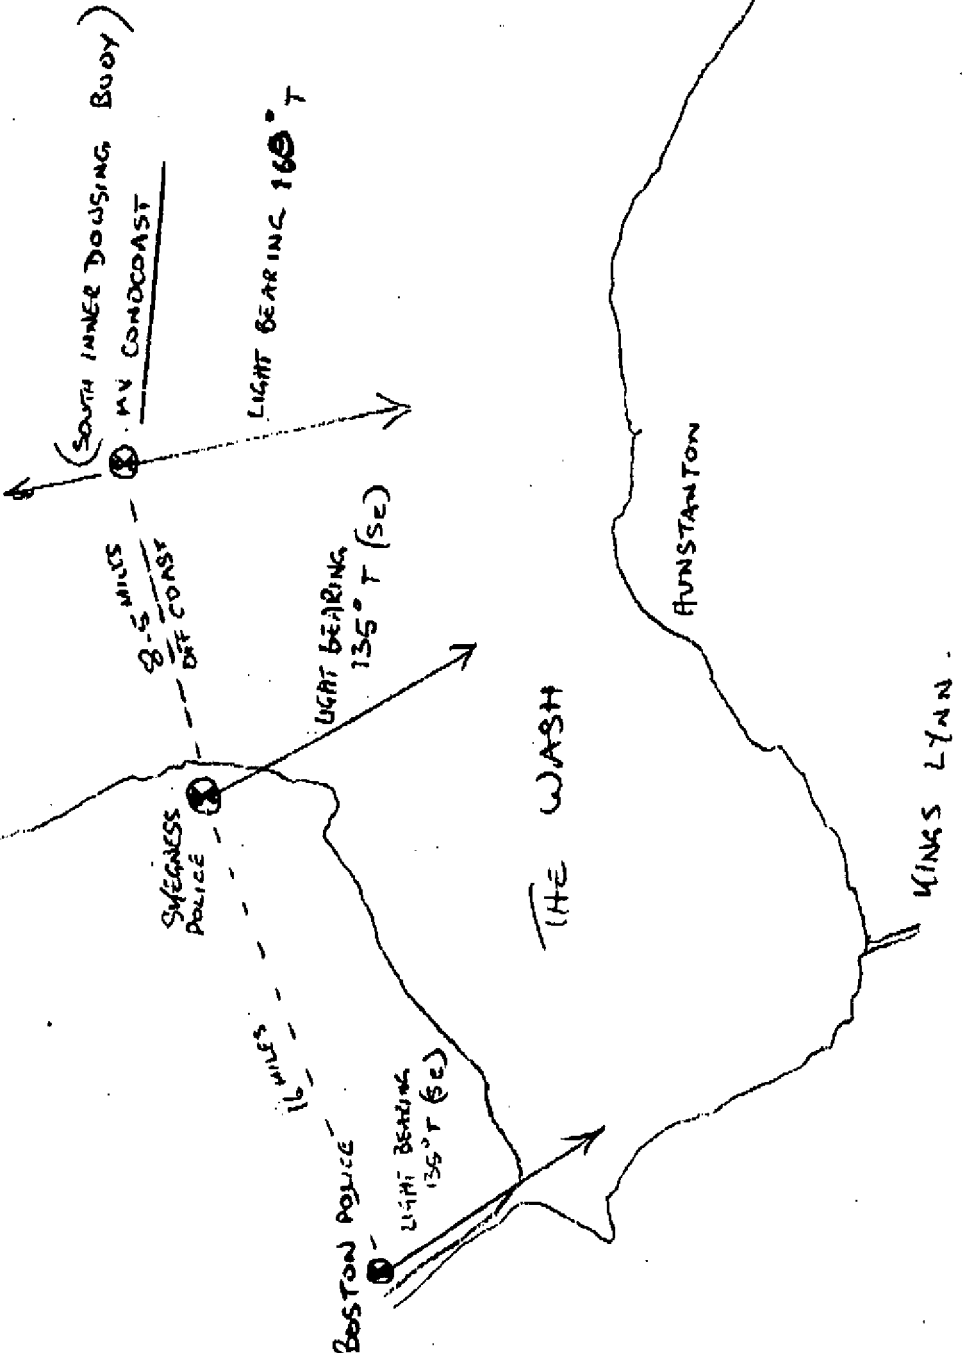 (SOUTH INNER DOWSING BUOY)
MV CONOCOAST
LIGHT BEARING 160° T
8-5 MILES
OFF COAST
LIGHT BEARING
135° T (SE)
SKEGNESS
POLICE
16 MILES
BOSTON POLICE
LIGHT BEARING
135° T (SE)
THE WASH
HUNSTANTON
KINGS LYNN.